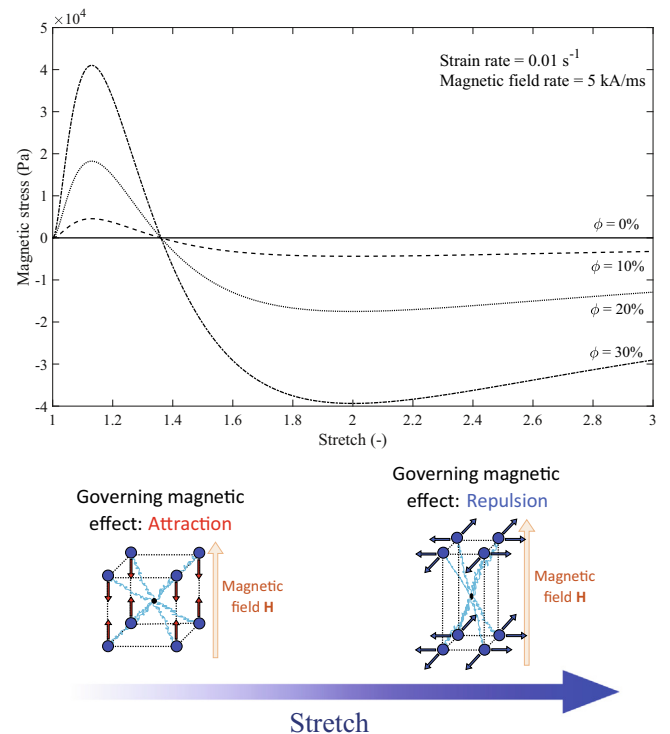 ×10⁴
5
4
3
2
1
0
-1
-2
-3
-4
Magnetic stress (Pa)
Strain rate = 0.01 s⁻¹
Magnetic field rate = 5 kA/ms
ϕ = 0%
ϕ = 10%
ϕ = 20%
ϕ = 30%
1 1.2 1.4 1.6 1.8 2 2.2 2.4 2.6 2.8 3
Stretch (-)
Governing magnetic
effect: Attraction
Magnetic
field H
Governing magnetic
effect: Repulsion
Magnetic
field H
Stretch